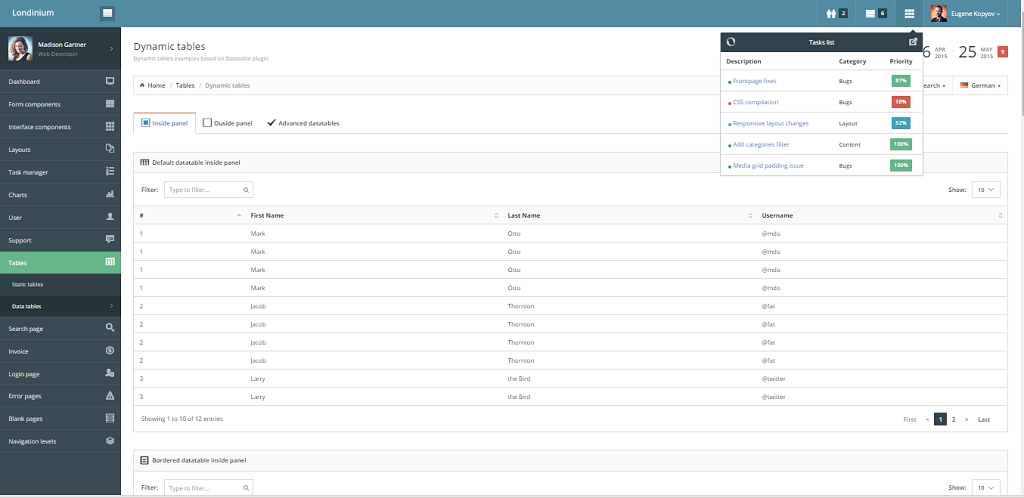 Londinium
2
6
Eugene Kopyov
Madison Gartner
Web Developer
Dashboard
Form components
Interface components
Layouts
Task manager
Charts
User
Support
Tables
Static tables
Data tables
Search page
Invoice
Login page
Error pages
Blank pages
Navigation levels
Dynamic tables
Dynamic tables examples based on Datatable plugin
6 APR 2015 - 25 MAY 2015 9
Home / Tables / Dynamic tables
earch
German
Tasks list
Description Category Priority
Frontpage fixes Bugs 87%
CSS compilation Bugs 18%
Responsive layout changes Layout 52%
Add categories filter Content 100%
Media grid padding issue Bugs 100%
Inside panel Ouside panel Advanced datatables
Default datatable inside panel
Filter: Type to filter... Show: 10
# First Name Last Name Username
1 Mark Otto @mdo
1 Mark Otto @mdo
1 Mark Otto @mdo
1 Mark Otto @mdo
2 Jacob Thornton @fat
2 Jacob Thornton @fat
2 Jacob Thornton @fat
2 Jacob Thornton @fat
3 Larry the Bird @twitter
3 Larry the Bird @twitter
Showing 1 to 10 of 12 entries First < 1 2 > Last
Bordered datatable inside panel
Filter: Type to filter... Show: 10